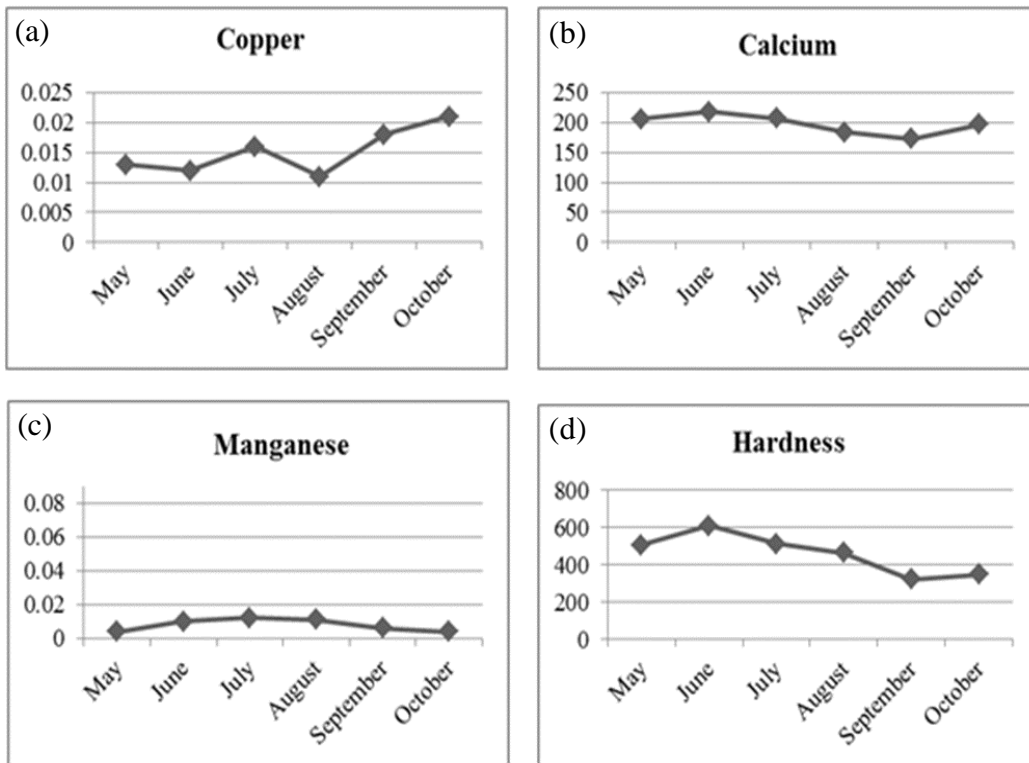 (a)
Copper
0.025
0.02
0.015
0.01
0.005
0
May
June
July
August
September
October
(b)
Calcium
250
200
150
100
50
0
May
June
July
August
September
October
(c)
Manganese
0.08
0.06
0.04
0.02
0
May
June
July
August
September
October
(d)
Hardness
800
600
400
200
0
May
June
July
August
September
October